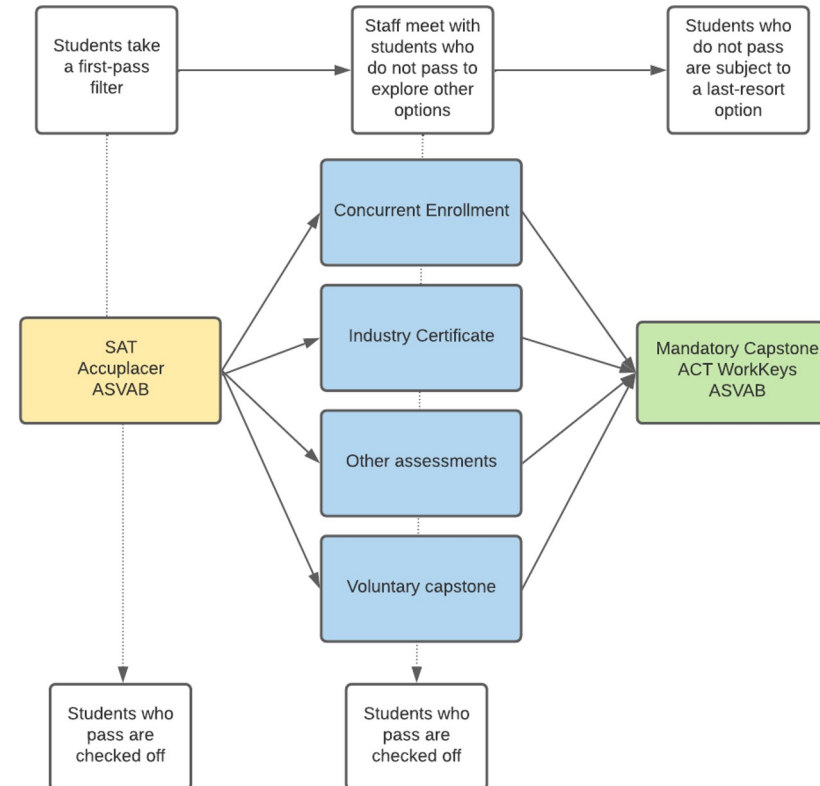 Students take
a first-pass
filter
Staff meet with
students who
do not pass to
explore other
options
Students who
do not pass
are subject to
a last-resort
option
Concurrent Enrollment
Industry Certificate
Other assessments
Voluntary capstone
SAT
Accuplacer
ASVAB
Mandatory Capstone
ACT WorkKeys
ASVAB
Students who
pass are
checked off
Students who
pass are
checked off